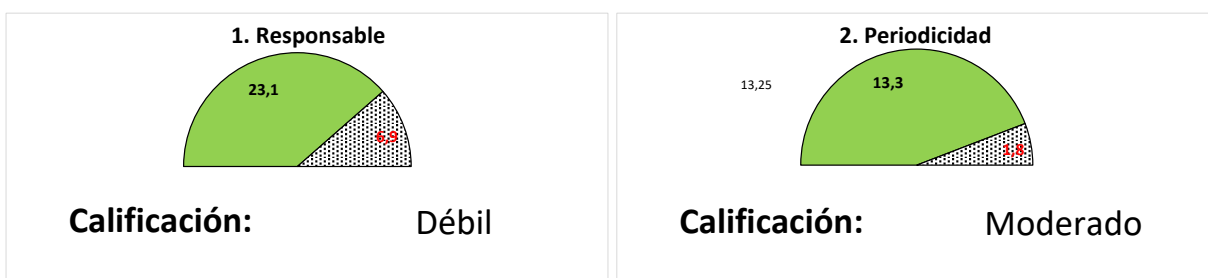 1. Responsable
23,1
6,9
Calificación: Débil
2. Periodicidad
13,25
13,3
1,8
Calificación: Moderado